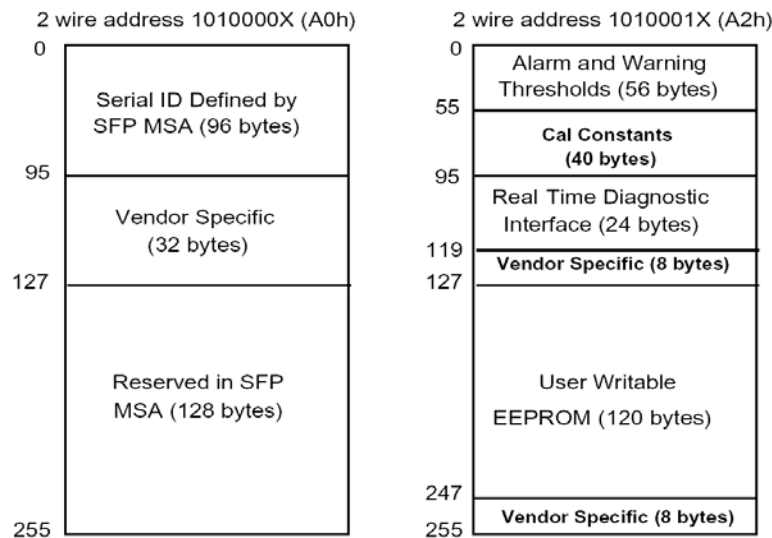 2 wire address 1010000X (A0h)
0
Serial ID Defined by
SFP MSA (96 bytes)
95
Vendor Specific
(32 bytes)
127
Reserved in SFP
MSA (128 bytes)
255
2 wire address 1010001X (A2h)
0
Alarm and Warning
Thresholds (56 bytes)
55
Cal Constants
(40 bytes)
95
Real Time Diagnostic
Interface (24 bytes)
119
Vendor Specific (8 bytes)
127
User Writable
EEPROM (120 bytes)
247
Vendor Specific (8 bytes)
255